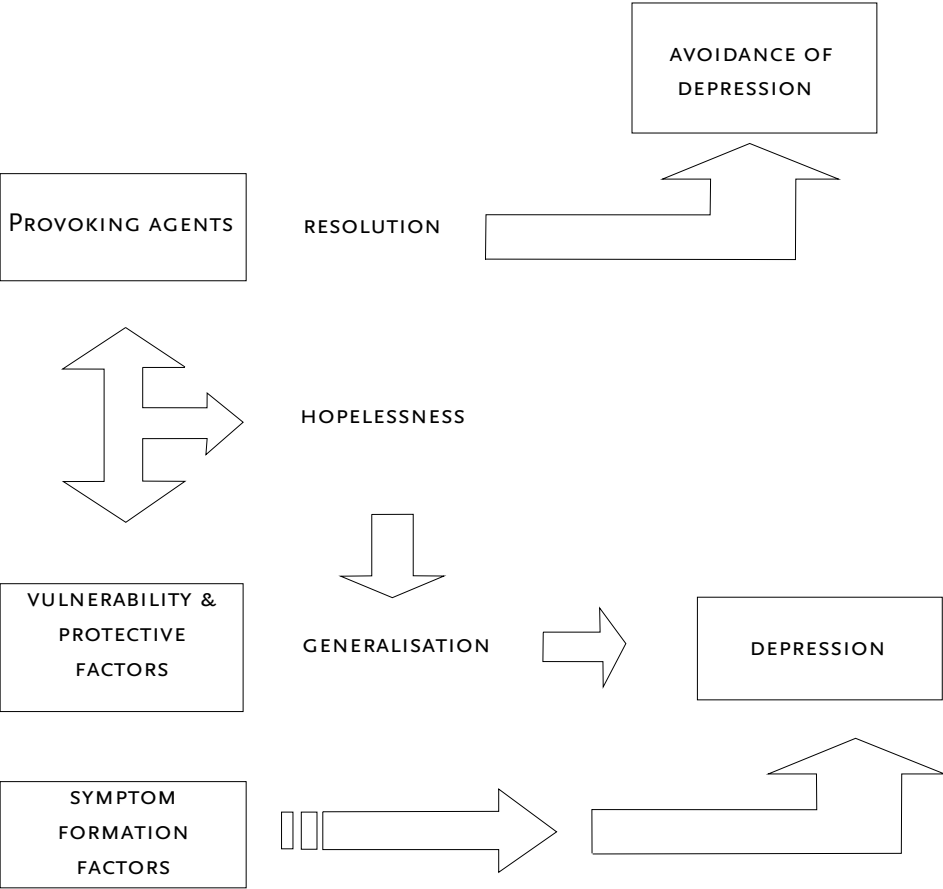 AVOIDANCE OF
DEPRESSION
PROVOKING AGENTS
RESOLUTION
HOPELESSNESS
VULNERABILITY &
PROTECTIVE
FACTORS
GENERALISATION
DEPRESSION
SYMPTOM
FORMATION
FACTORS